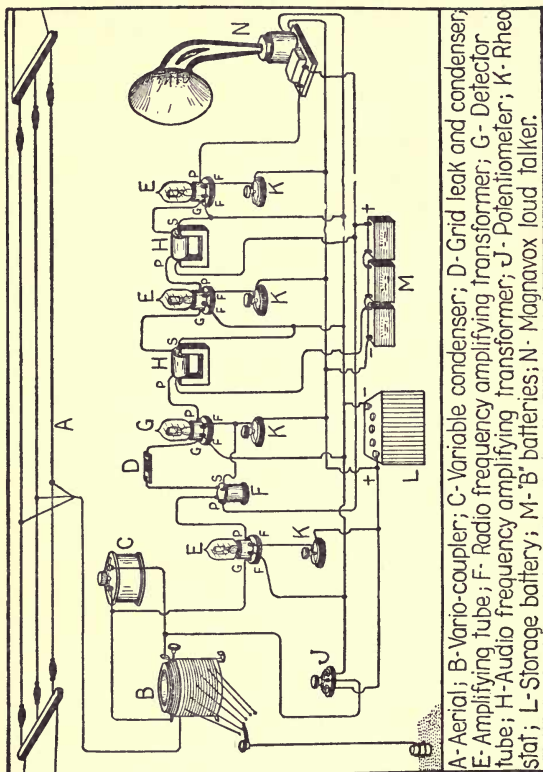 A
N
C
B
E
G P
F F
K
P S
F
D
G
G P
F F
K
P S
H
E
G P
F F
K
P S
H
E
G P
F F
K
J
+ -
L
- +
M
A-Aerial; B-Vario-coupler; C-Variable condenser; D-Grid leak and condenser;
E-Amplifying tube; F-Radio frequency amplifying transformer; G-Detector
tube; H-Audio frequency amplifying transformer; J-Potentiometer; K-Rheo
stat; L-Storage battery; M-"B" batteries; N-Magnavox loud talker.